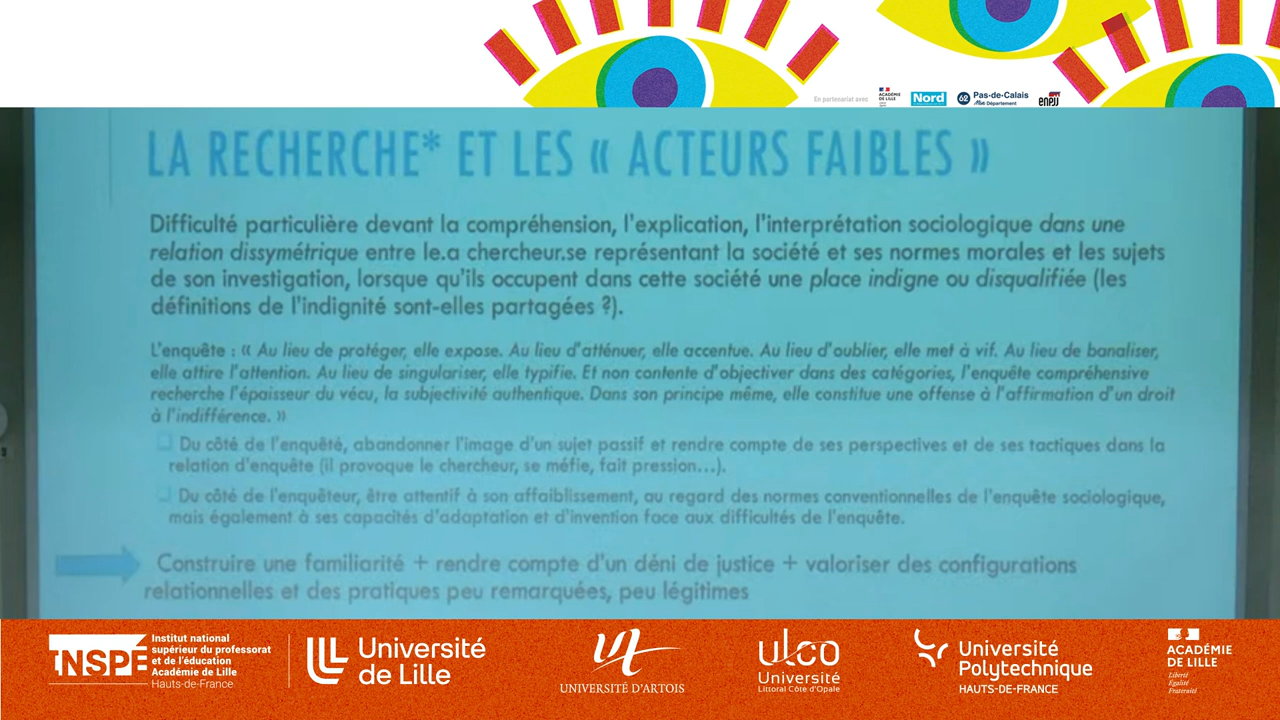 En partenariat avec
ACADÉMIE
DE LILLE
Nord
62
Pas-de-Calais
Mon Département
enpjj
LA RECHERCHE* ET LES « ACTEURS FAIBLES »
Difficulté particulière devant la compréhension, l'explication, l'interprétation sociologique dans une
relation dissymétrique entre le.a chercheur.se représentant la société et ses normes morales et les sujets
de son investigation, lorsque qu'ils occupent dans cette société une place indigne ou disqualifiée (les
définitions de l'indignité sont-elles partagées ?).
L'enquête : « Au lieu de protéger, elle expose. Au lieu d'atténuer, elle accentue. Au lieu d'oublier, elle met à vif. Au lieu de banaliser,
elle attire l'attention. Au lieu de singulariser, elle typifie. Et non contente d'objectiver dans des catégories, l'enquête compréhensive
recherche l'épaisseur du vécu, la subjectivité authentique. Dans son principe même, elle constitue une offense à l'affirmation d'un droit
à l'indifférence. »
Du côté de l'enquêté, abandonner l'image d'un sujet passif et rendre compte de ses perspectives et de ses tactiques dans la
relation d'enquête (il provoque le chercheur, se méfie, fait pression...).
Du côté de l'enquêteur, être attentif à son affaiblissement, au regard des normes conventionnelles de l'enquête sociologique,
mais également à ses capacités d'adaptation et d'invention face aux difficultés de l'enquête.
Construire une familiarité + rendre compte d'un déni de justice + valoriser des configurations
relationnelles et des pratiques peu remarquées, peu légitimes
INSPÉ
Institut national
supérieur du professorat
et de l'éducation
Académie de Lille
Hauts-de-France
Université
de Lille
UNIVERSITÉ D'ARTOIS
ulco
Université
Littoral Côte d'Opale
Université
Polytechnique
HAUTS-DE-FRANCE
ACADÉMIE
DE LILLE
Liberté
Égalité
Fraternité